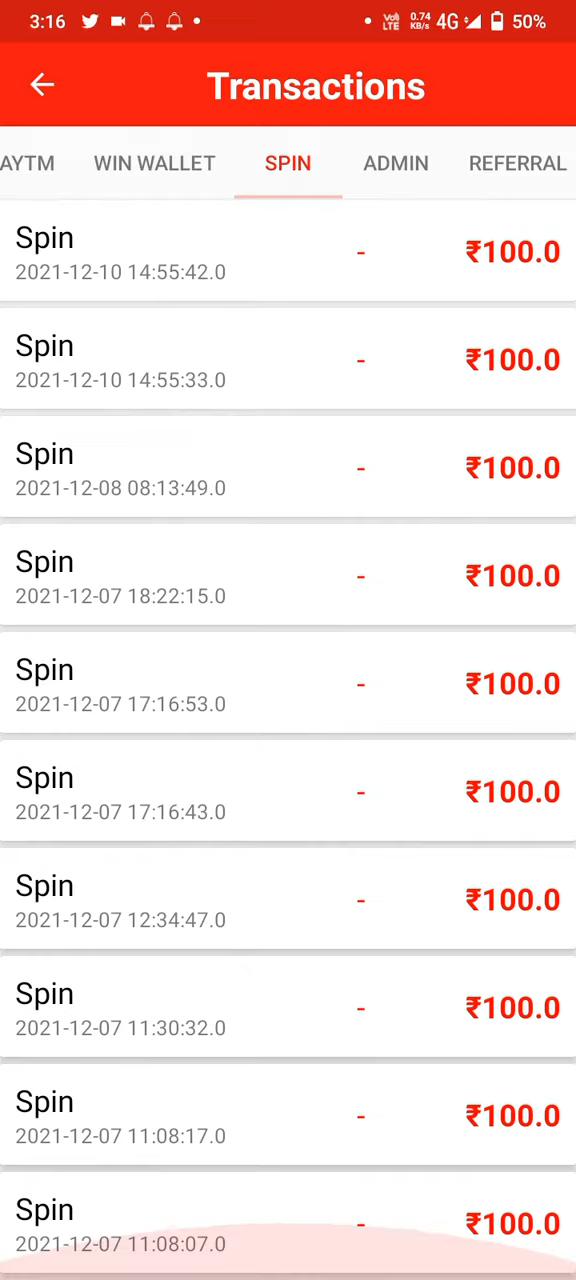 3:16 Vo) LTE 0.74 KB/s 4G 50%
Transactions
AYTM WIN WALLET SPIN ADMIN REFERRAL
Spin - ₹100.0
2021-12-10 14:55:42.0
Spin - ₹100.0
2021-12-10 14:55:33.0
Spin - ₹100.0
2021-12-08 08:13:49.0
Spin - ₹100.0
2021-12-07 18:22:15.0
Spin - ₹100.0
2021-12-07 17:16:53.0
Spin - ₹100.0
2021-12-07 17:16:43.0
Spin - ₹100.0
2021-12-07 12:34:47.0
Spin - ₹100.0
2021-12-07 11:30:32.0
Spin - ₹100.0
2021-12-07 11:08:17.0
Spin - ₹100.0
2021-12-07 11:08:07.0